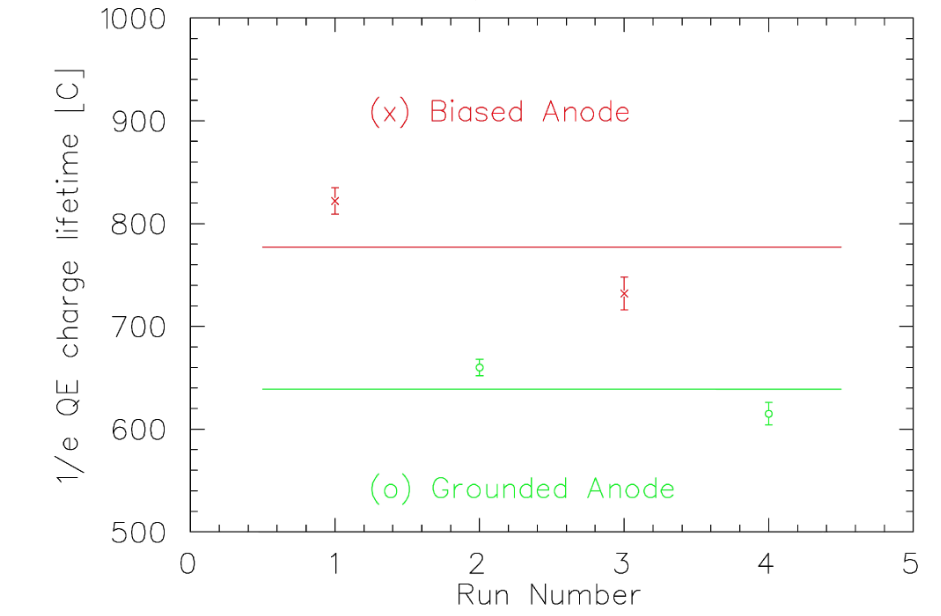 1000
900
800
700
600
500
1/e QE charge lifetime [C]
(x) Biased Anode
(o) Grounded Anode
0 1 2 3 4 5
Run Number